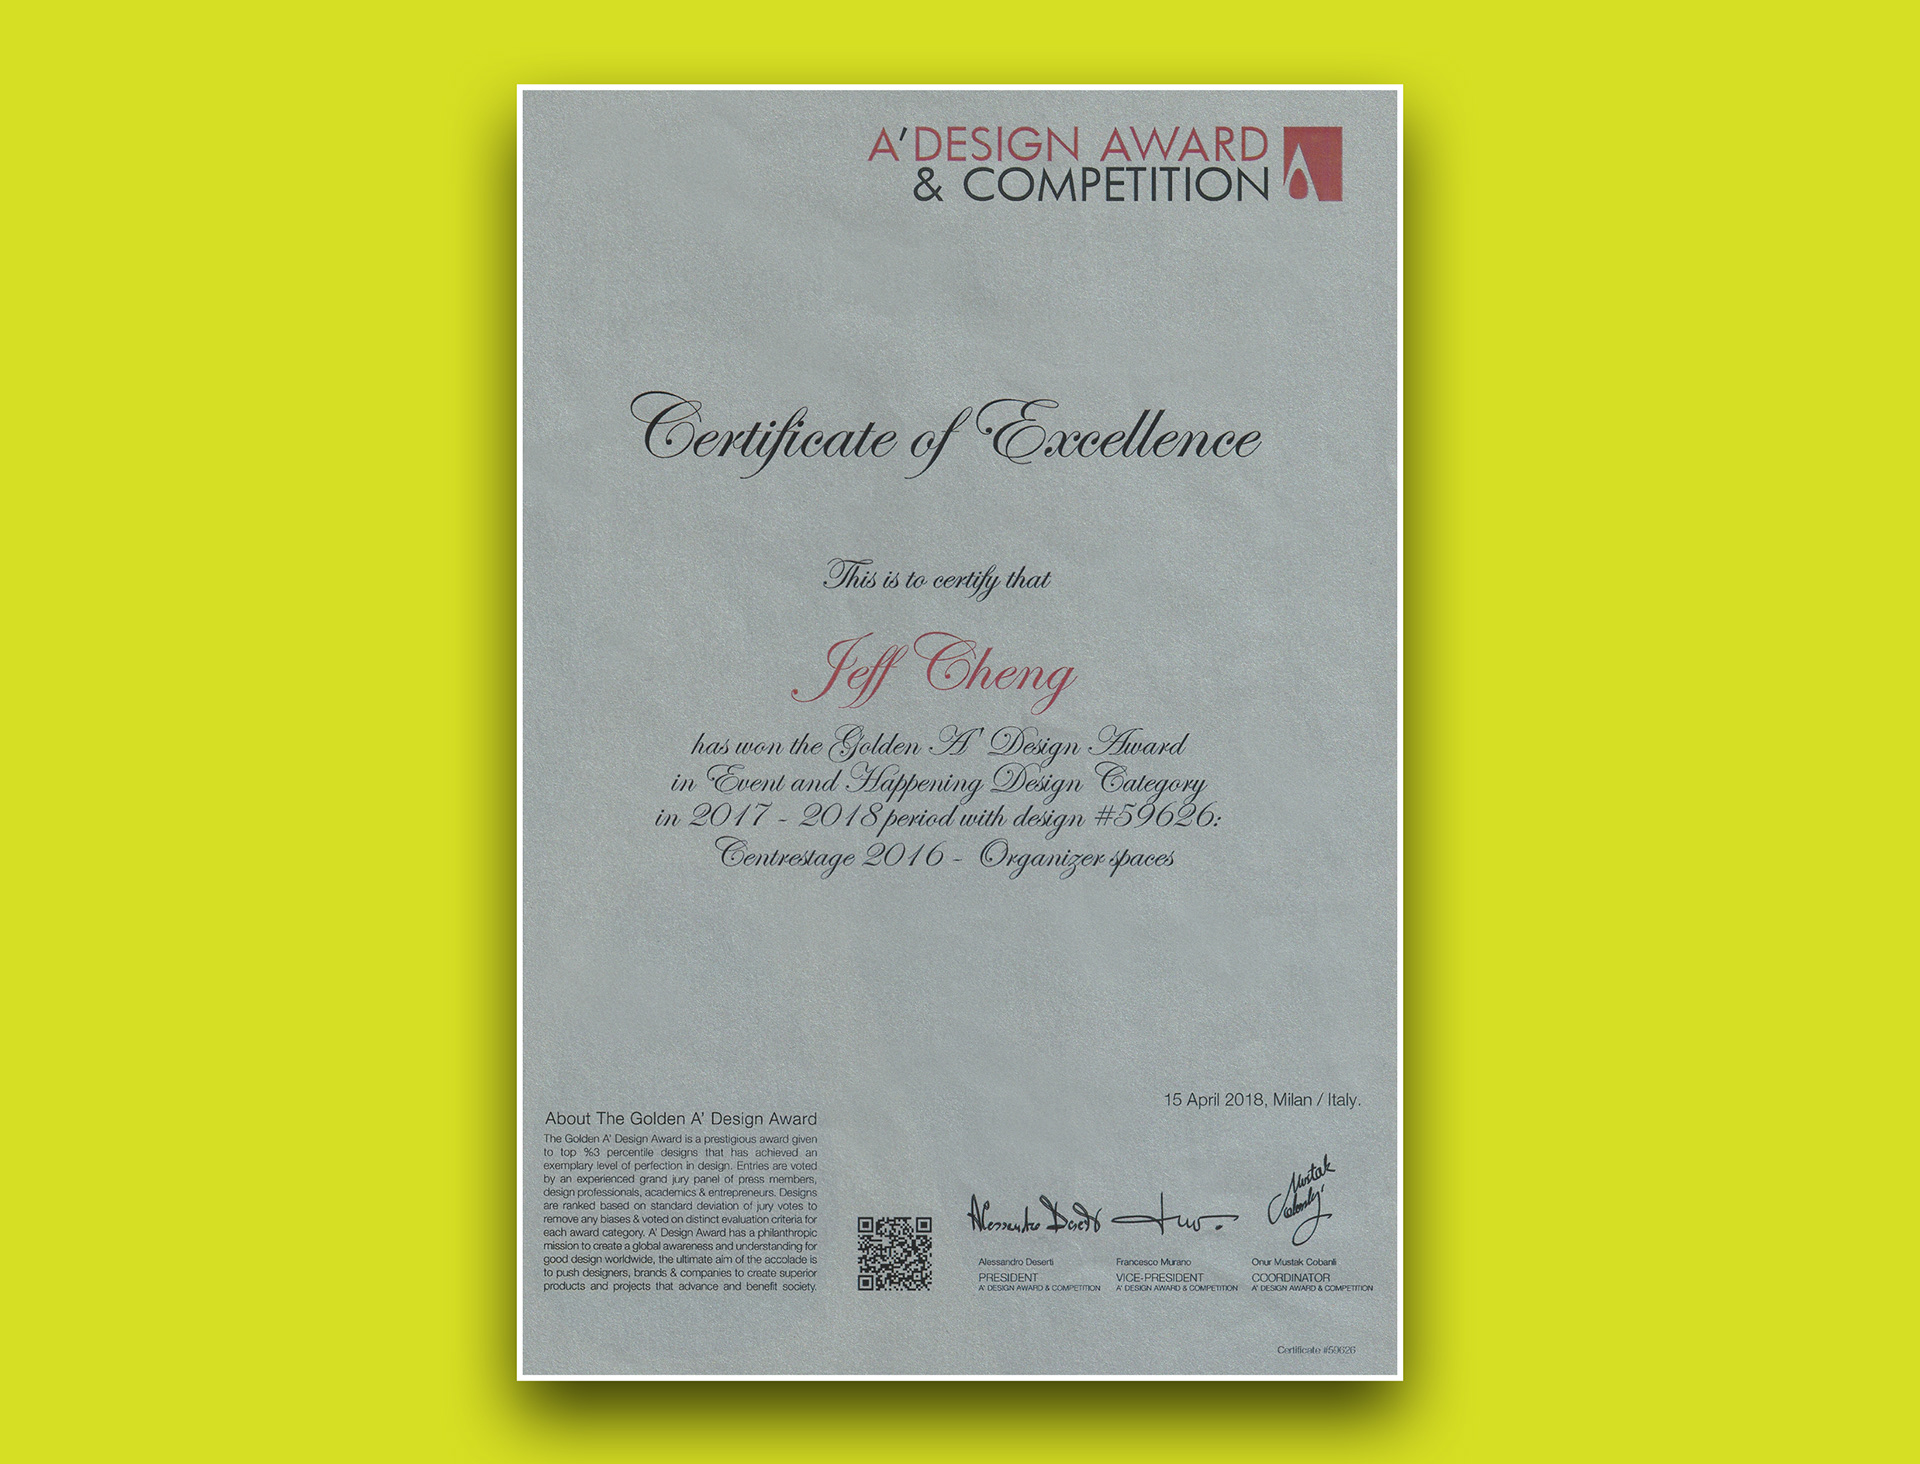 A' DESIGN AWARD
& COMPETITION
Certificate of Excellence
This is to certify that
Jeff Cheng
has won the Golden A' Design Award
in Event and Happening Design Category
in 2017 - 2018 period with design #59626:
Centrestage 2016 - Organizer spaces
15 April 2018, Milan / Italy.
About The Golden A' Design Award
The Golden A' Design Award is a prestigious award given
to top %3 percentile designs that has achieved an
exemplary level of perfection in design. Entries are voted
by an experienced grand jury panel of press members,
design professionals, academics & entrepreneurs. Designs
are ranked based on standard deviation of jury votes to
remove any biases & voted on distinct evaluation criteria for
each award category. A' Design Award has a philanthropic
mission to create a global awareness and understanding for
good design worldwide, the ultimate aim of the accolade is
to push designers, brands & companies to create superior
products and projects that advance and benefit society.
Alessandro Deserti
Alessandro Deserti
PRESIDENT
A' DESIGN AWARD & COMPETITION
Francesco Murano
VICE-PRESIDENT
A' DESIGN AWARD & COMPETITION
Mustak
Onur Mustak Cobanli
COORDINATOR
A' DESIGN AWARD & COMPETITION
Certificate #59626